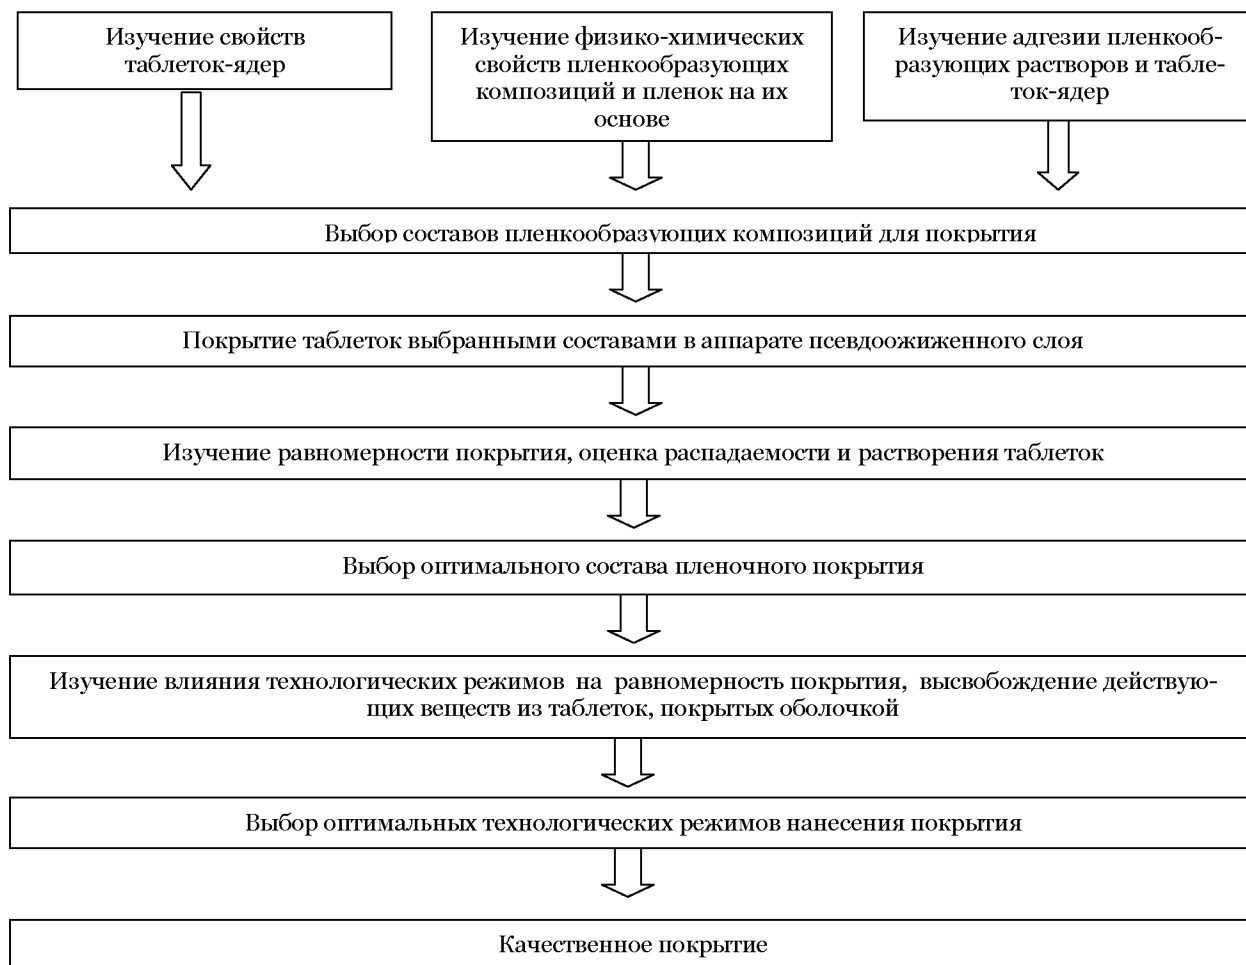 Изучение свойств
таблеток-ядер
Изучение физико-химических
свойств пленкообразующих
композиций и пленок на их
основе
Изучение адгезии пленкооб-
разующих растворов и табле-
ток-ядер
Выбор составов пленкообразующих композиций для покрытия
Покрытие таблеток выбранными составами в аппарате псевдоожиженного слоя
Изучение равномерности покрытия, оценка распадаемости и растворения таблеток
Выбор оптимального состава пленочного покрытия
Изучение влияния технологических режимов на равномерность покрытия, высвобождение действую-
щих веществ из таблеток, покрытых оболочкой
Выбор оптимальных технологических режимов нанесения покрытия
Качественное покрытие